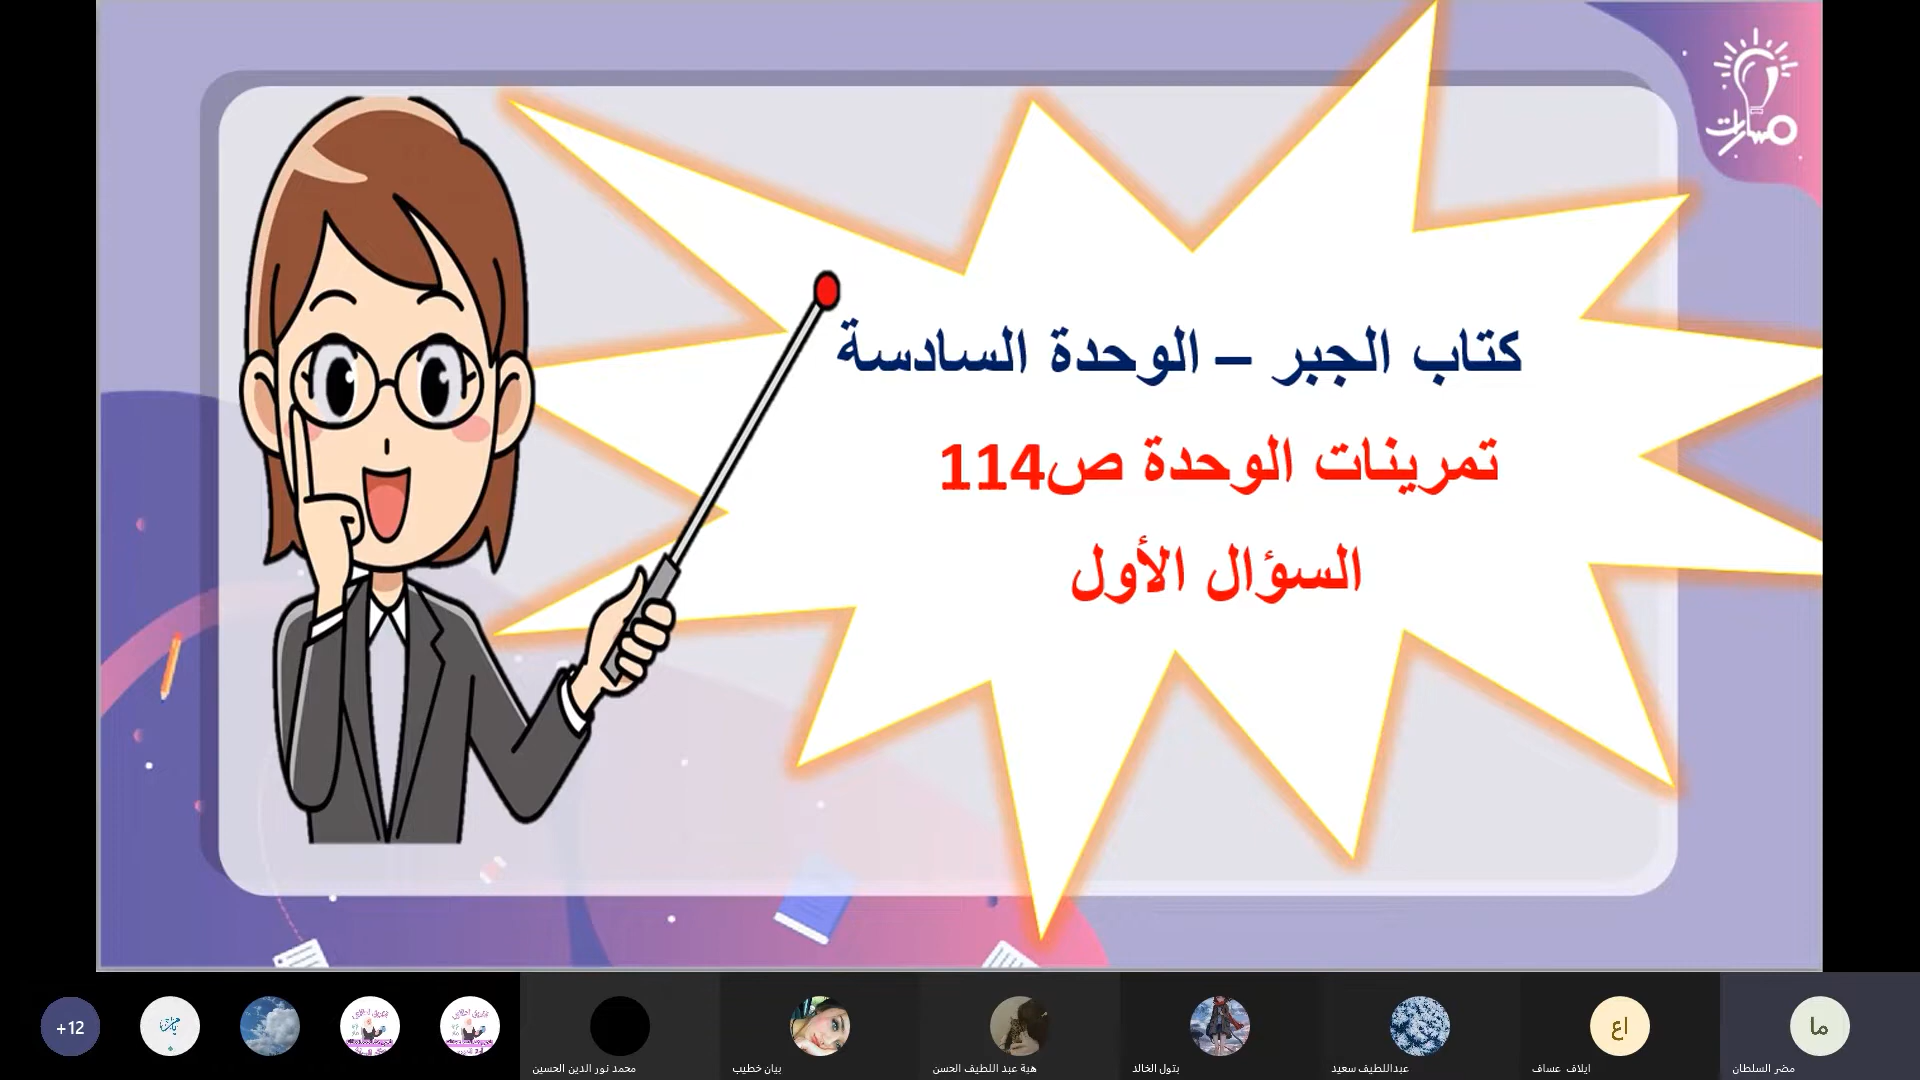 مسارات
كتاب الجبر – الوحدة السادسة
تمرينات الوحدة ص114
السؤال الأول
+12
محمد نور الدين الحسين
بيان خطيب
هبة عبد اللطيف الحسن
بتول الخالد
عبداللطيف سعيد
اع
ايلاف عساف
ما
مضر السلطان